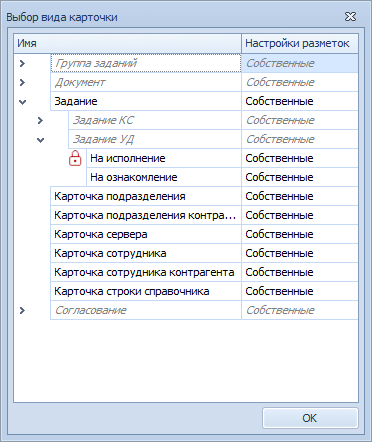 Выбор вида карточки
Имя Настройки разметок
Группа заданий Собственные
Документ Собственные
Задание Собственные
Задание КС Собственные
Задание УД Собственные
На исполнение Собственные
На ознакомление Собственные
Карточка подразделения Собственные
Карточка подразделения контра... Собственные
Карточка сервера Собственные
Карточка сотрудника Собственные
Карточка сотрудника контрагента Собственные
Карточка строки справочника Собственные
Согласование Собственные
OK